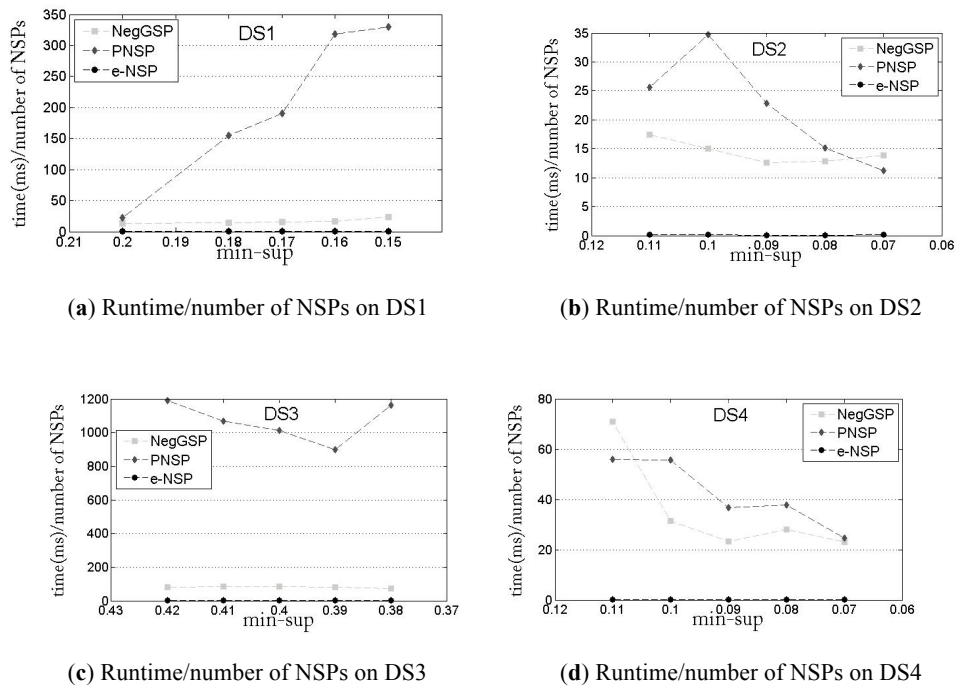 DS1
NegGSP
PNSP
e-NSP
time(ms)/number of NSPs
350
300
250
200
150
100
50
0
0.21 0.2 0.19 0.18 0.17 0.16 0.15
min-sup
(a) Runtime/number of NSPs on DS1
DS2
NegGSP
PNSP
e-NSP
time(ms)/number of NSPs
35
30
25
20
15
10
5
0
0.12 0.11 0.1 0.09 0.08 0.07 0.06
min-sup
(b) Runtime/number of NSPs on DS2
DS3
NegGSP
PNSP
e-NSP
time(ms)/number of NSPs
1200
1000
800
600
400
200
0
0.43 0.42 0.41 0.4 0.39 0.38 0.37
min-sup
(c) Runtime/number of NSPs on DS3
DS4
NegGSP
PNSP
e-NSP
time(ms)/number of NSPs
80
60
40
20
0
0.12 0.11 0.1 0.09 0.08 0.07 0.06
min-sup
(d) Runtime/number of NSPs on DS4